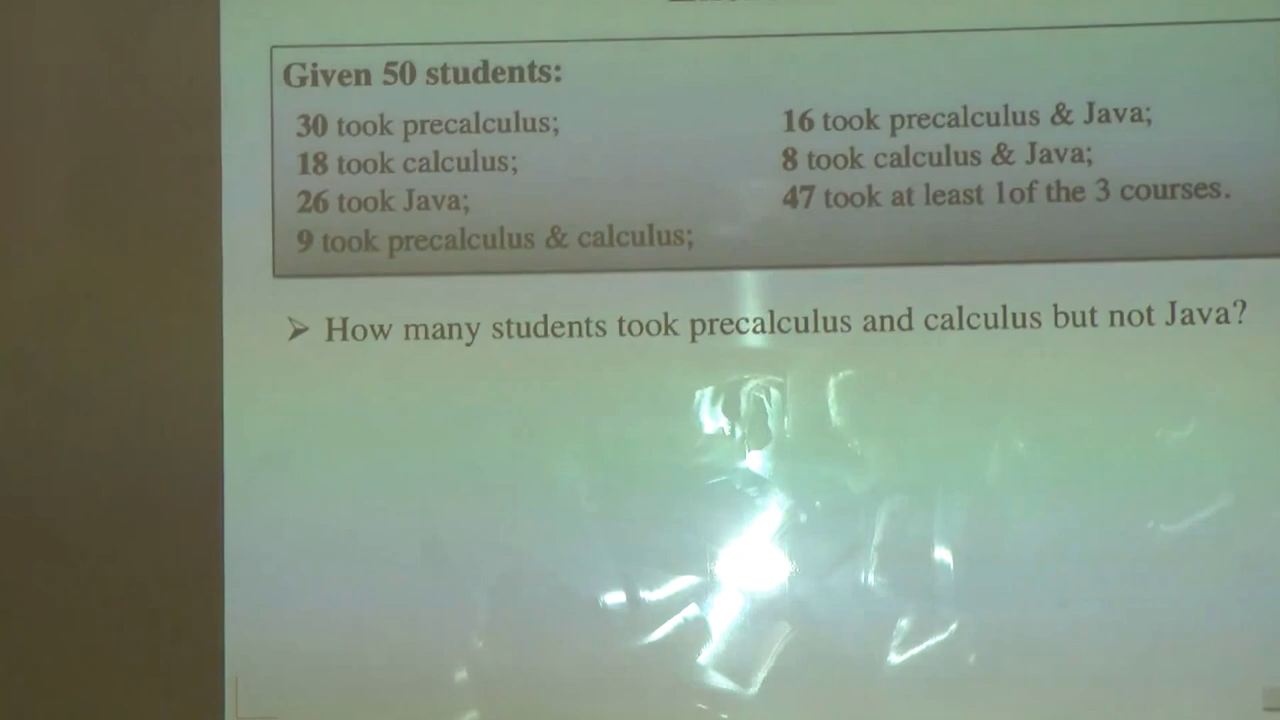 Given 50 students:
30 took precalculus;
18 took calculus;
26 took Java;
9 took precalculus & calculus;
16 took precalculus & Java;
8 took calculus & Java;
47 took at least 1of the 3 courses.
➢ How many students took precalculus and calculus but not Java?